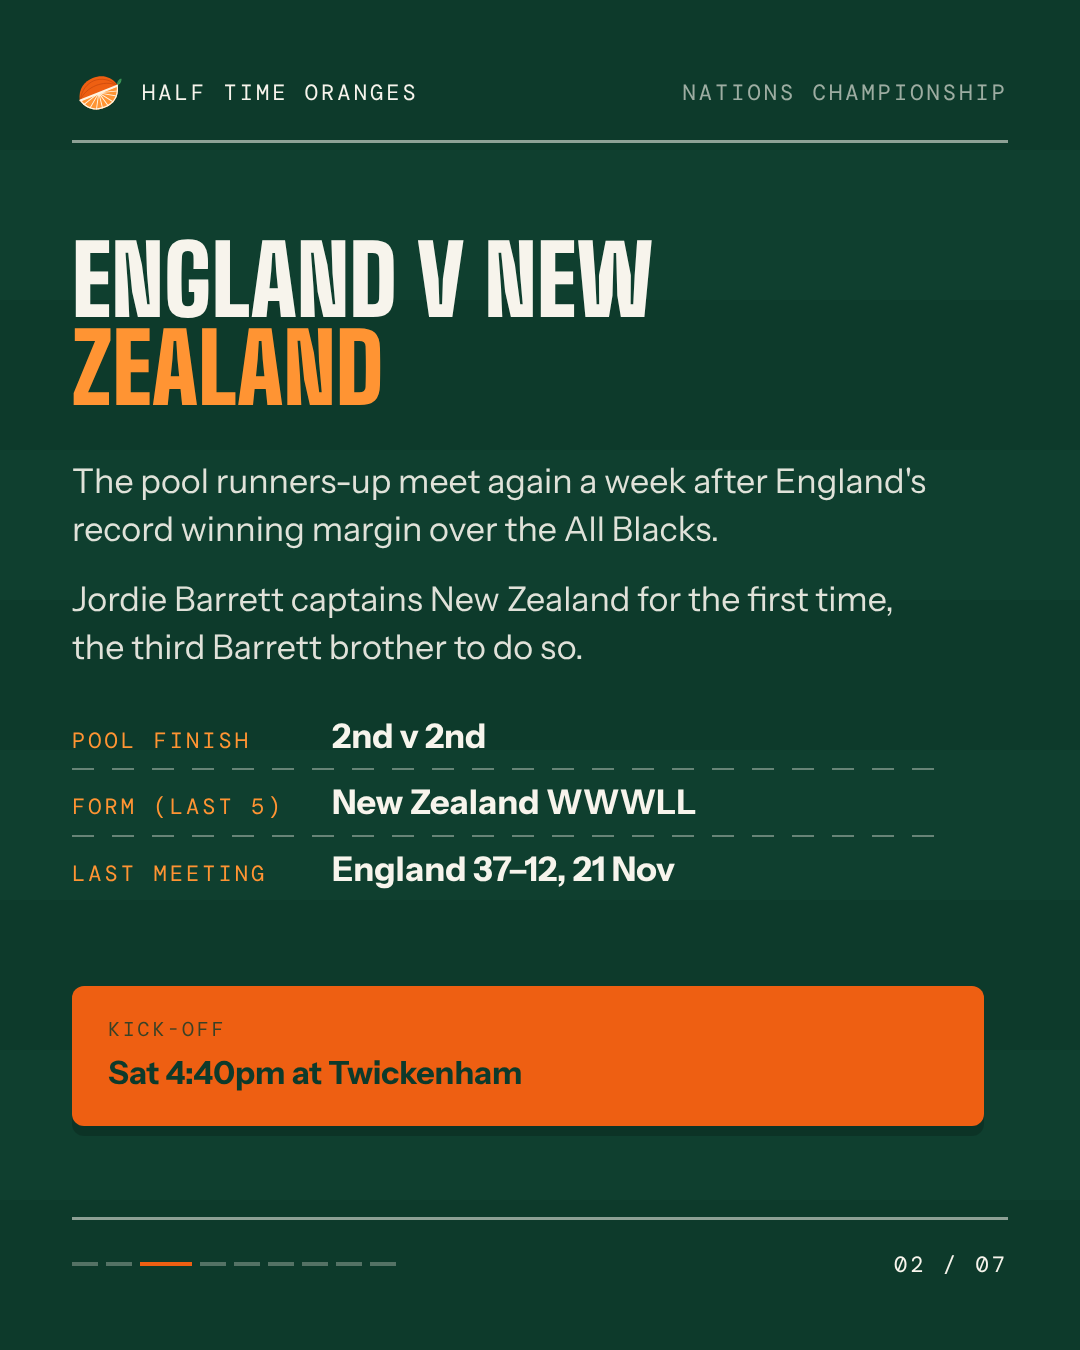 HALF TIME ORANGES
NATIONS CHAMPIONSHIP
ENGLAND V NEW
ZEALAND
The pool runners-up meet again a week after England's
record winning margin over the All Blacks.
Jordie Barrett captains New Zealand for the first time,
the third Barrett brother to do so.
POOL FINISH 2nd v 2nd
FORM (LAST 5) New Zealand WWWLL
LAST MEETING England 37–12, 21 Nov
KICK-OFF
Sat 4:40pm at Twickenham
02 / 07